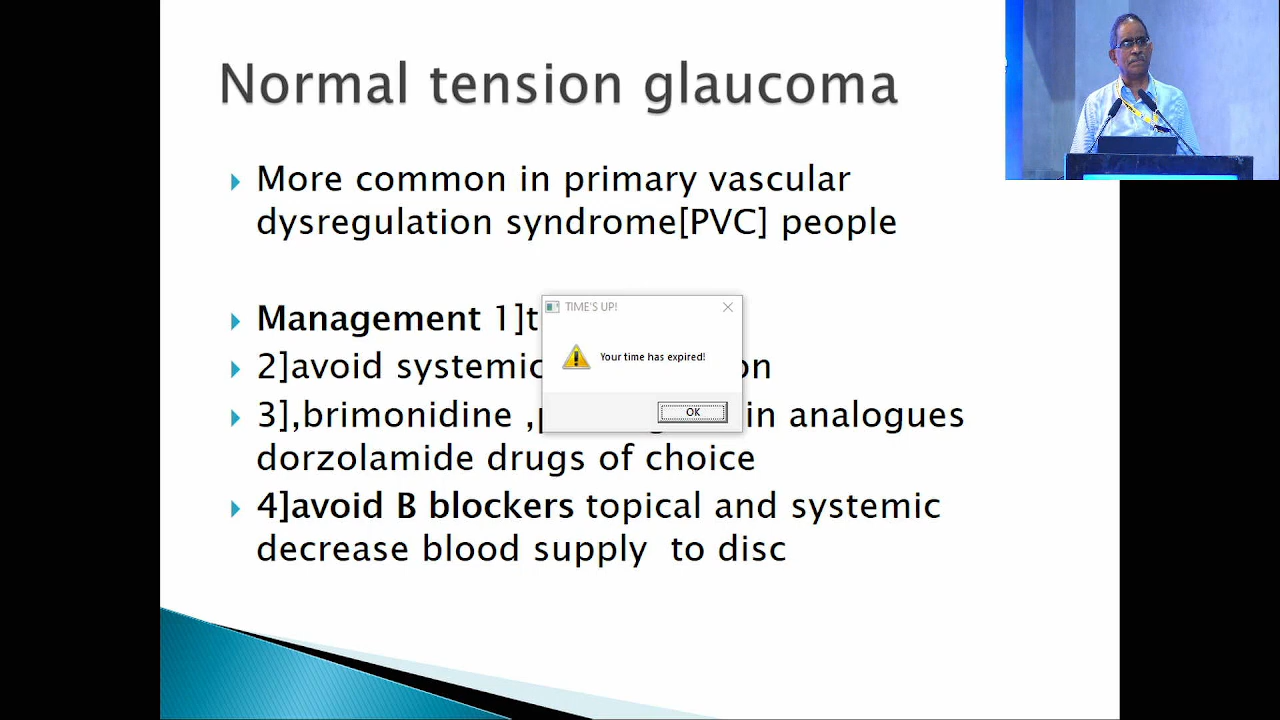 Normal tension glaucoma
More common in primary vascular
dysregulation syndrome[PVC] people
Management 1]t
2]avoid systemic
3],brimonidine , analogues
dorzolamide drugs of choice
4]avoid B blockers topical and systemic
decrease blood supply to disc
TIME'S UP!
Your time has expired!
OK